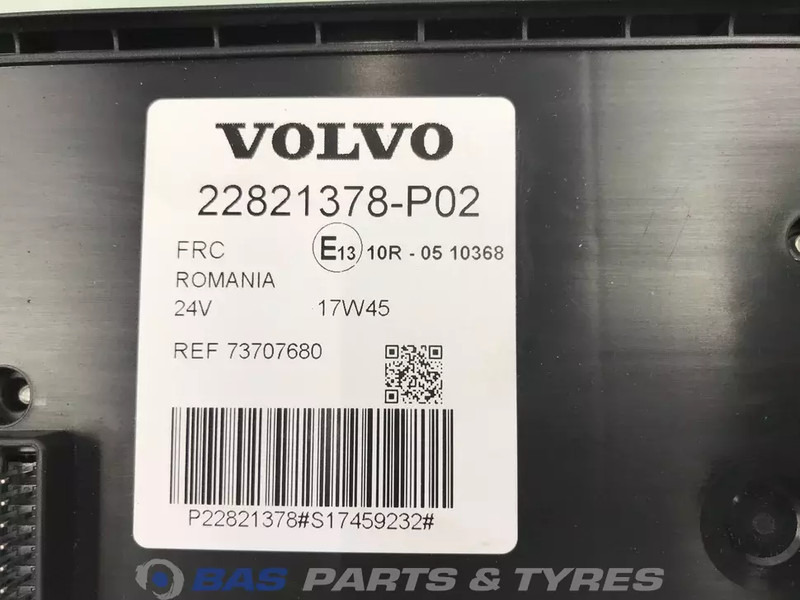 VOLVO
22821378-P02
FRC E13 10R - 05 10368
ROMANIA
24V 17W45
REF 73707680
P22821378#S17459232#
BAS PARTS & TYRES